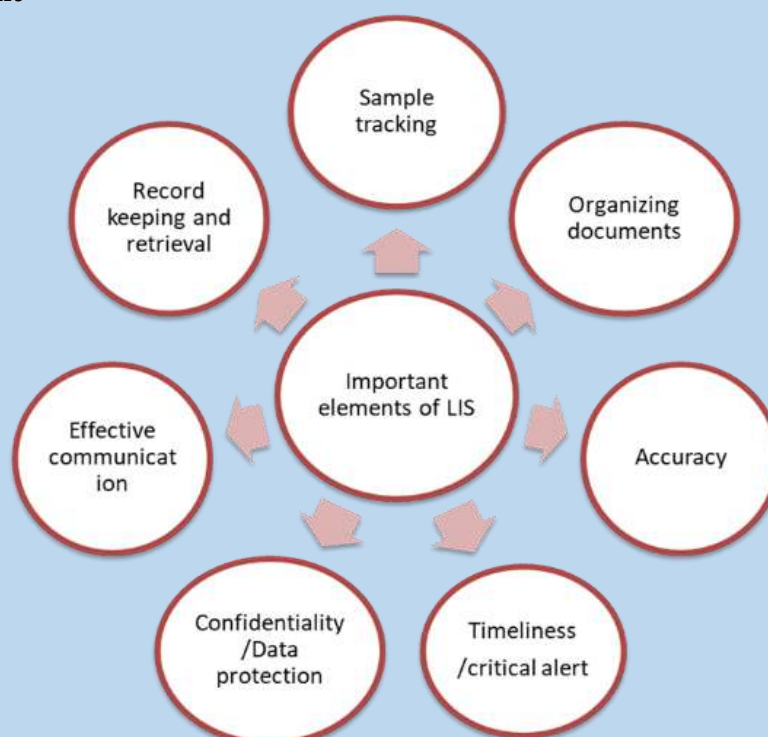 Sample
tracking
Organizing
documents
Accuracy
Timeliness
/critical alert
Confidentiality
/Data
protection
Effective
communicat
ion
Record
keeping and
retrieval
Important
elements of LIS